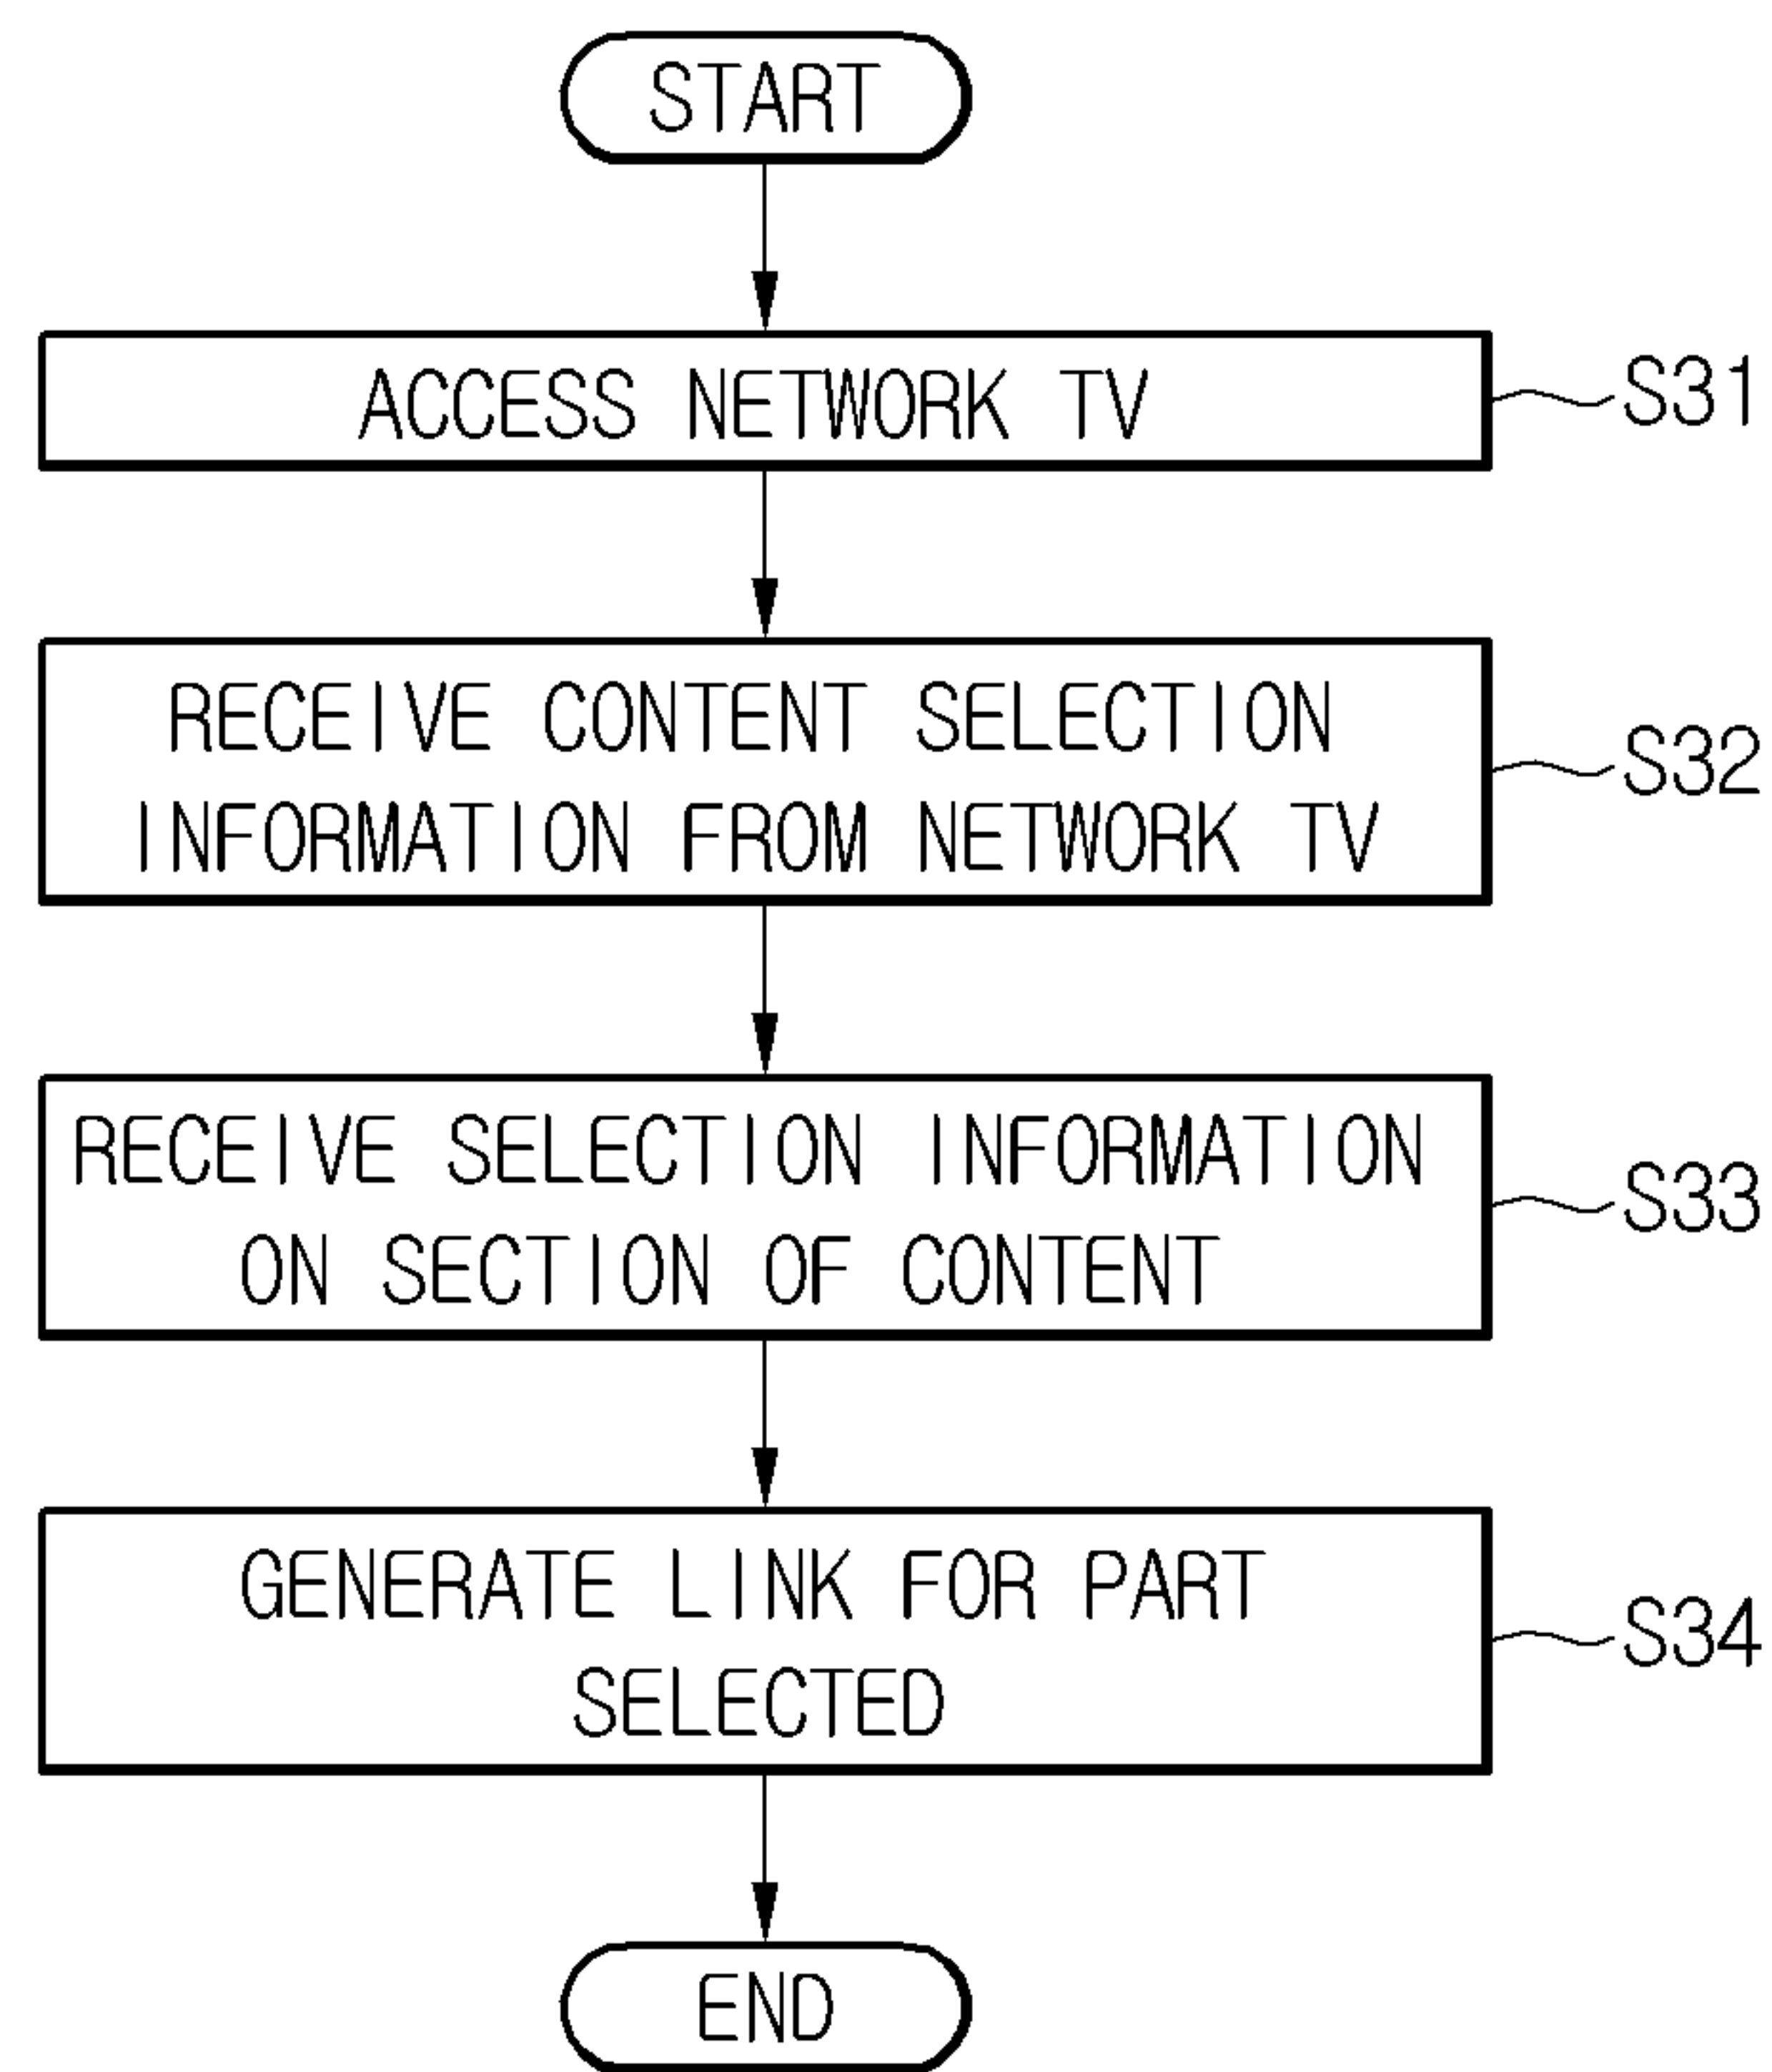 START
ACCESS NETWORK TV
S31
RECEIVE CONTENT SELECTION
INFORMATION FROM NETWORK TV
S32
RECEIVE SELECTION INFORMATION
ON SECTION OF CONTENT
S33
GENERATE LINK FOR PART
SELECTED
S34
END